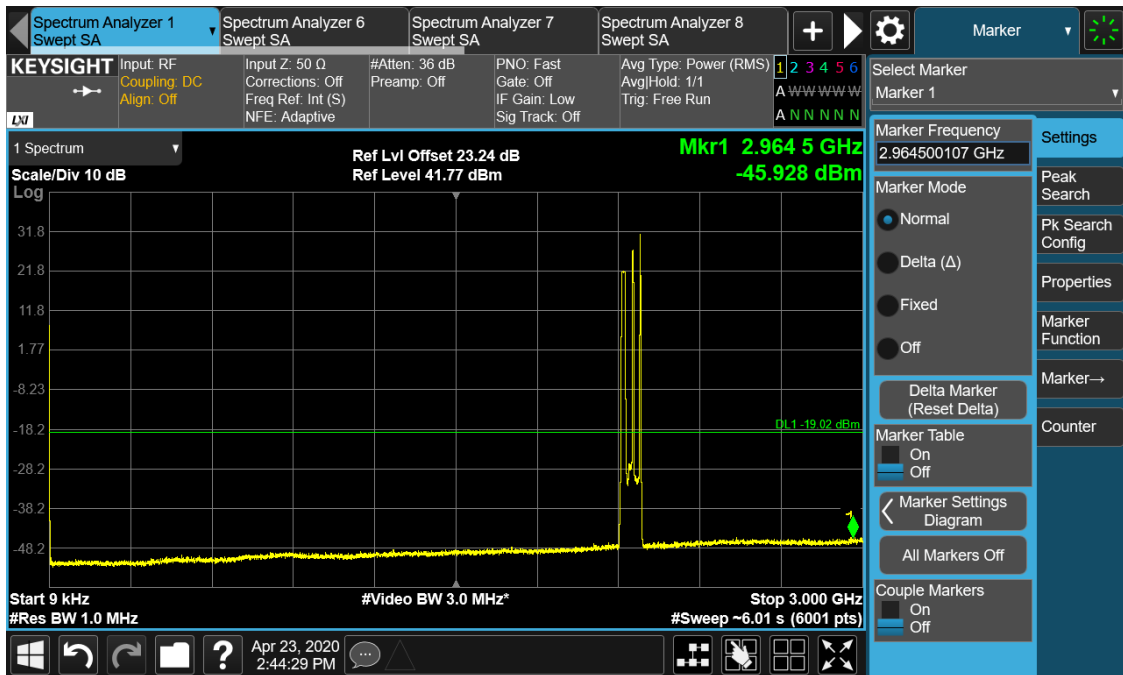 Spectrum Analyzer 1
Swept SA
Spectrum Analyzer 6
Swept SA
Spectrum Analyzer 7
Swept SA
Spectrum Analyzer 8
Swept SA
+
Marker
KEYSIGHT
LXI
Input: RF
Coupling: DC
Align: Off
Input Z: 50 Ω
Corrections: Off
Freq Ref: Int (S)
NFE: Adaptive
#Atten: 36 dB
Preamp: Off
PNO: Fast
Gate: Off
IF Gain: Low
Sig Track: Off
Avg Type: Power (RMS)
Avg|Hold: 1/1
Trig: Free Run
1 2 3 4 5 6
A W W W W W
A N N N N N
Select Marker
Marker 1
1 Spectrum
Scale/Div 10 dB
Log
Ref Lvl Offset 23.24 dB
Ref Level 41.77 dBm
Mkr1 2.964 5 GHz
-45.928 dBm
31.8
21.8
11.8
1.77
-8.23
-18.2
-28.2
-38.2
-48.2
DL1 -19.02 dBm
1
Start 9 kHz
#Res BW 1.0 MHz
#Video BW 3.0 MHz*
Stop 3.000 GHz
#Sweep ~6.01 s (6001 pts)
Marker Frequency
2.964500107 GHz
Marker Mode
Normal
Delta (Δ)
Fixed
Off
Delta Marker
(Reset Delta)
Marker Table
On
Off
Marker Settings
Diagram
All Markers Off
Couple Markers
On
Off
Settings
Peak
Search
Pk Search
Config
Properties
Marker
Function
Marker→
Counter
?
Apr 23, 2020
2:44:29 PM